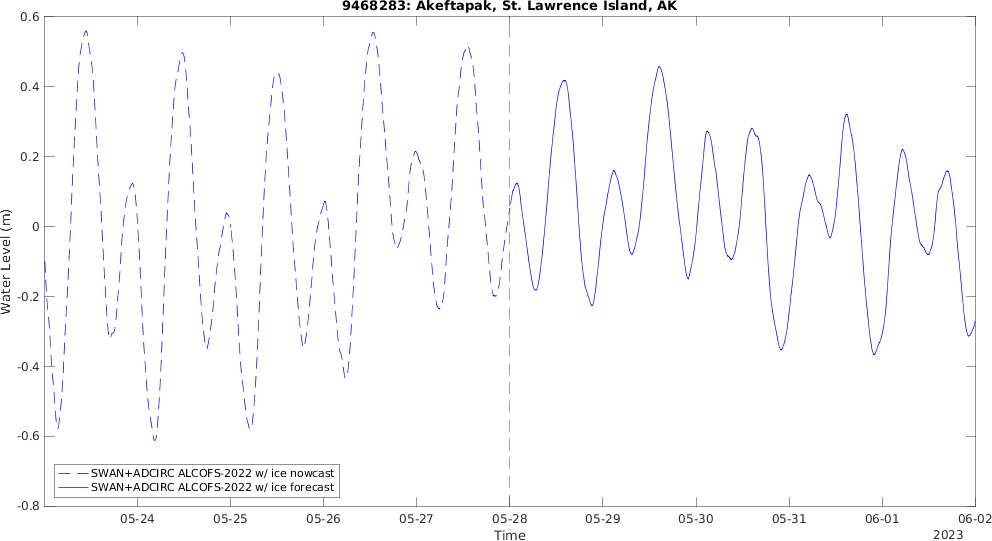 9468283: Akeftapak, St. Lawrence Island, AK
0.6
0.4
0.2
0
-0.2
-0.4
-0.6
-0.8
Water Level (m)
SWAN+ADCIRC ALCOFS-2022 w/ ice nowcast
SWAN+ADCIRC ALCOFS-2022 w/ ice forecast
05-24 05-25 05-26 05-27 05-28 05-29 05-30 05-31 06-01 06-02
Time
2023